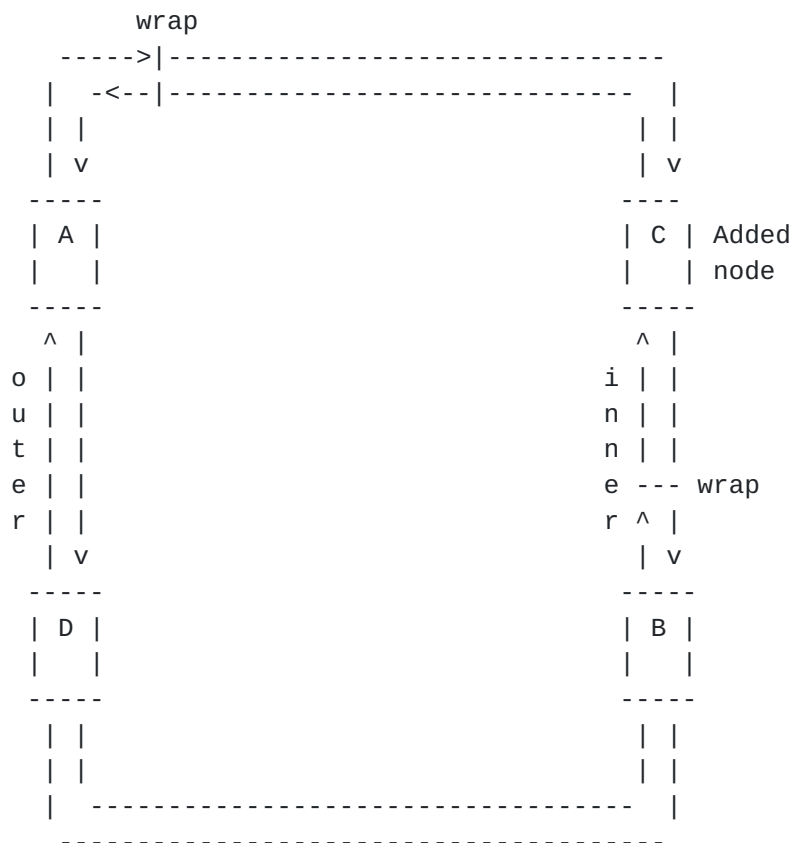 wrap
----->|--------------------------------
|  -<--|------------------------------  |
| |                                    | |
| v                                    | v
-----                                  ----
| A |                                  | C | Added
|   |                                  |   | node
-----                                  -----
^ |                                    ^ |
o | |                                  i | |
u | |                                  n | |
t | |                                  n | |
e | |                                  e --- wrap
r | |                                  r ^ |
| v                                    | v
-----                                  -----
| D |                                  | B |
|   |                                  |   |
-----                                  -----
| |                                    | |
| |                                    | |
|  -----------------------------------  |
---------------------------------------